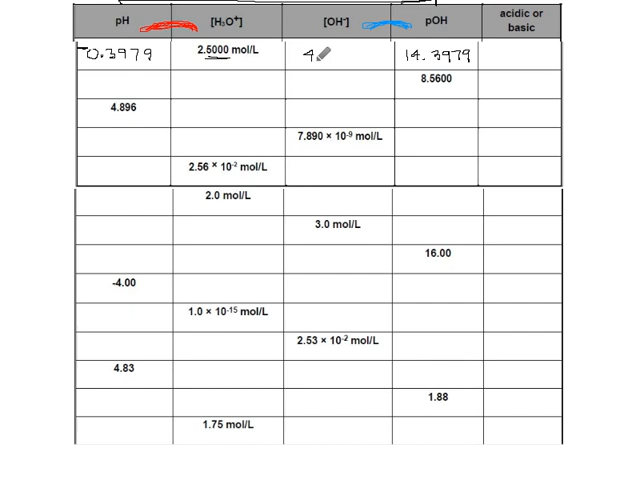 pH [H₃O⁺] [OH⁻] pOH acidic or basic
-0.3979 2.5000 mol/L 4 14.3979
8.5600
4.896
7.890 × 10⁻⁹ mol/L
2.56 × 10⁻² mol/L
2.0 mol/L
3.0 mol/L
16.00
-4.00
1.0 × 10⁻¹⁵ mol/L
2.53 × 10⁻² mol/L
4.83
1.88
1.75 mol/L